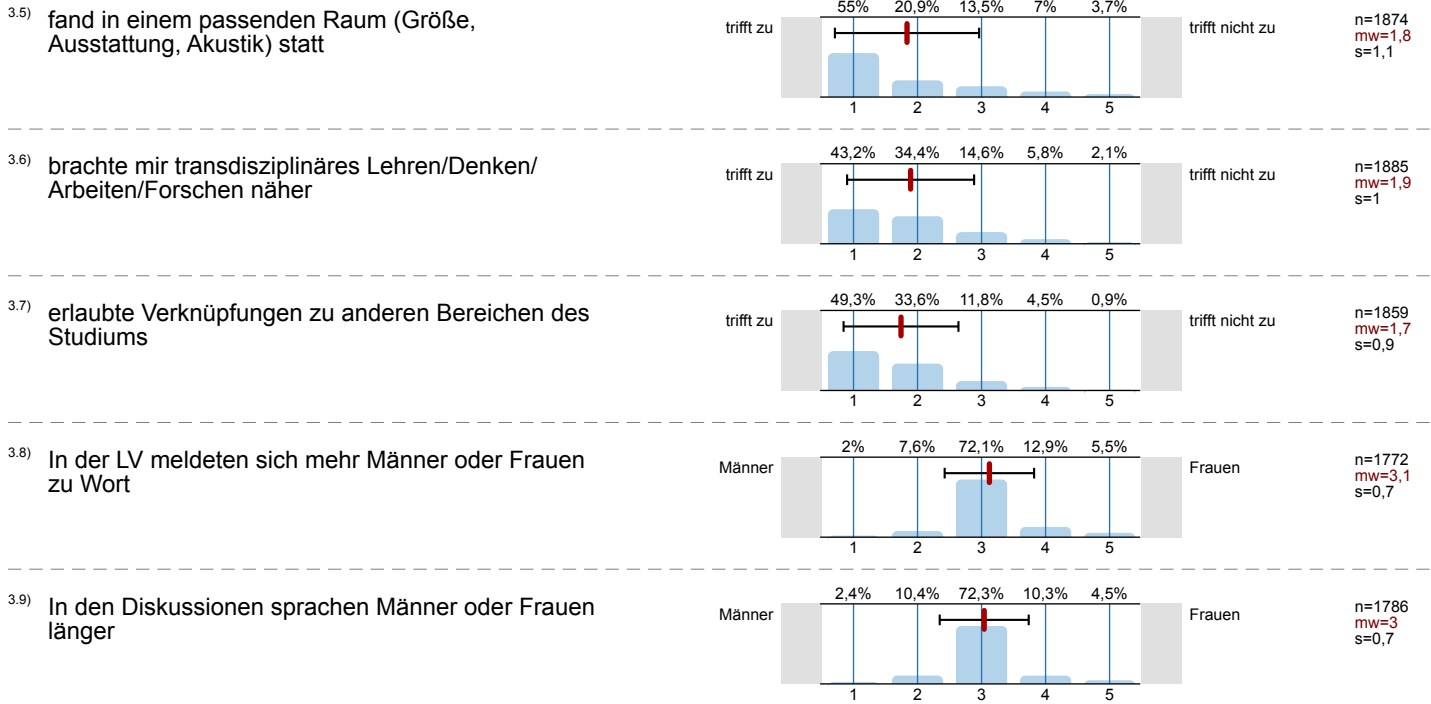 3.5) fand in einem passenden Raum (Größe,
Ausstattung, Akustik) statt
trifft zu
55% 20,9% 13,5% 7% 3,7%
1 2 3 4 5
trifft nicht zu
n=1874
mw=1,8
s=1,1
3.6) brachte mir transdisziplinäres Lehren/Denken/
Arbeiten/Forschen näher
trifft zu
43,2% 34,4% 14,6% 5,8% 2,1%
1 2 3 4 5
trifft nicht zu
n=1885
mw=1,9
s=1
3.7) erlaubte Verknüpfungen zu anderen Bereichen des
Studiums
trifft zu
49,3% 33,6% 11,8% 4,5% 0,9%
1 2 3 4 5
trifft nicht zu
n=1859
mw=1,7
s=0,9
3.8) In der LV meldeten sich mehr Männer oder Frauen
zu Wort
Männer
2% 7,6% 72,1% 12,9% 5,5%
1 2 3 4 5
Frauen
n=1772
mw=3,1
s=0,7
3.9) In den Diskussionen sprachen Männer oder Frauen
länger
Männer
2,4% 10,4% 72,3% 10,3% 4,5%
1 2 3 4 5
Frauen
n=1786
mw=3
s=0,7